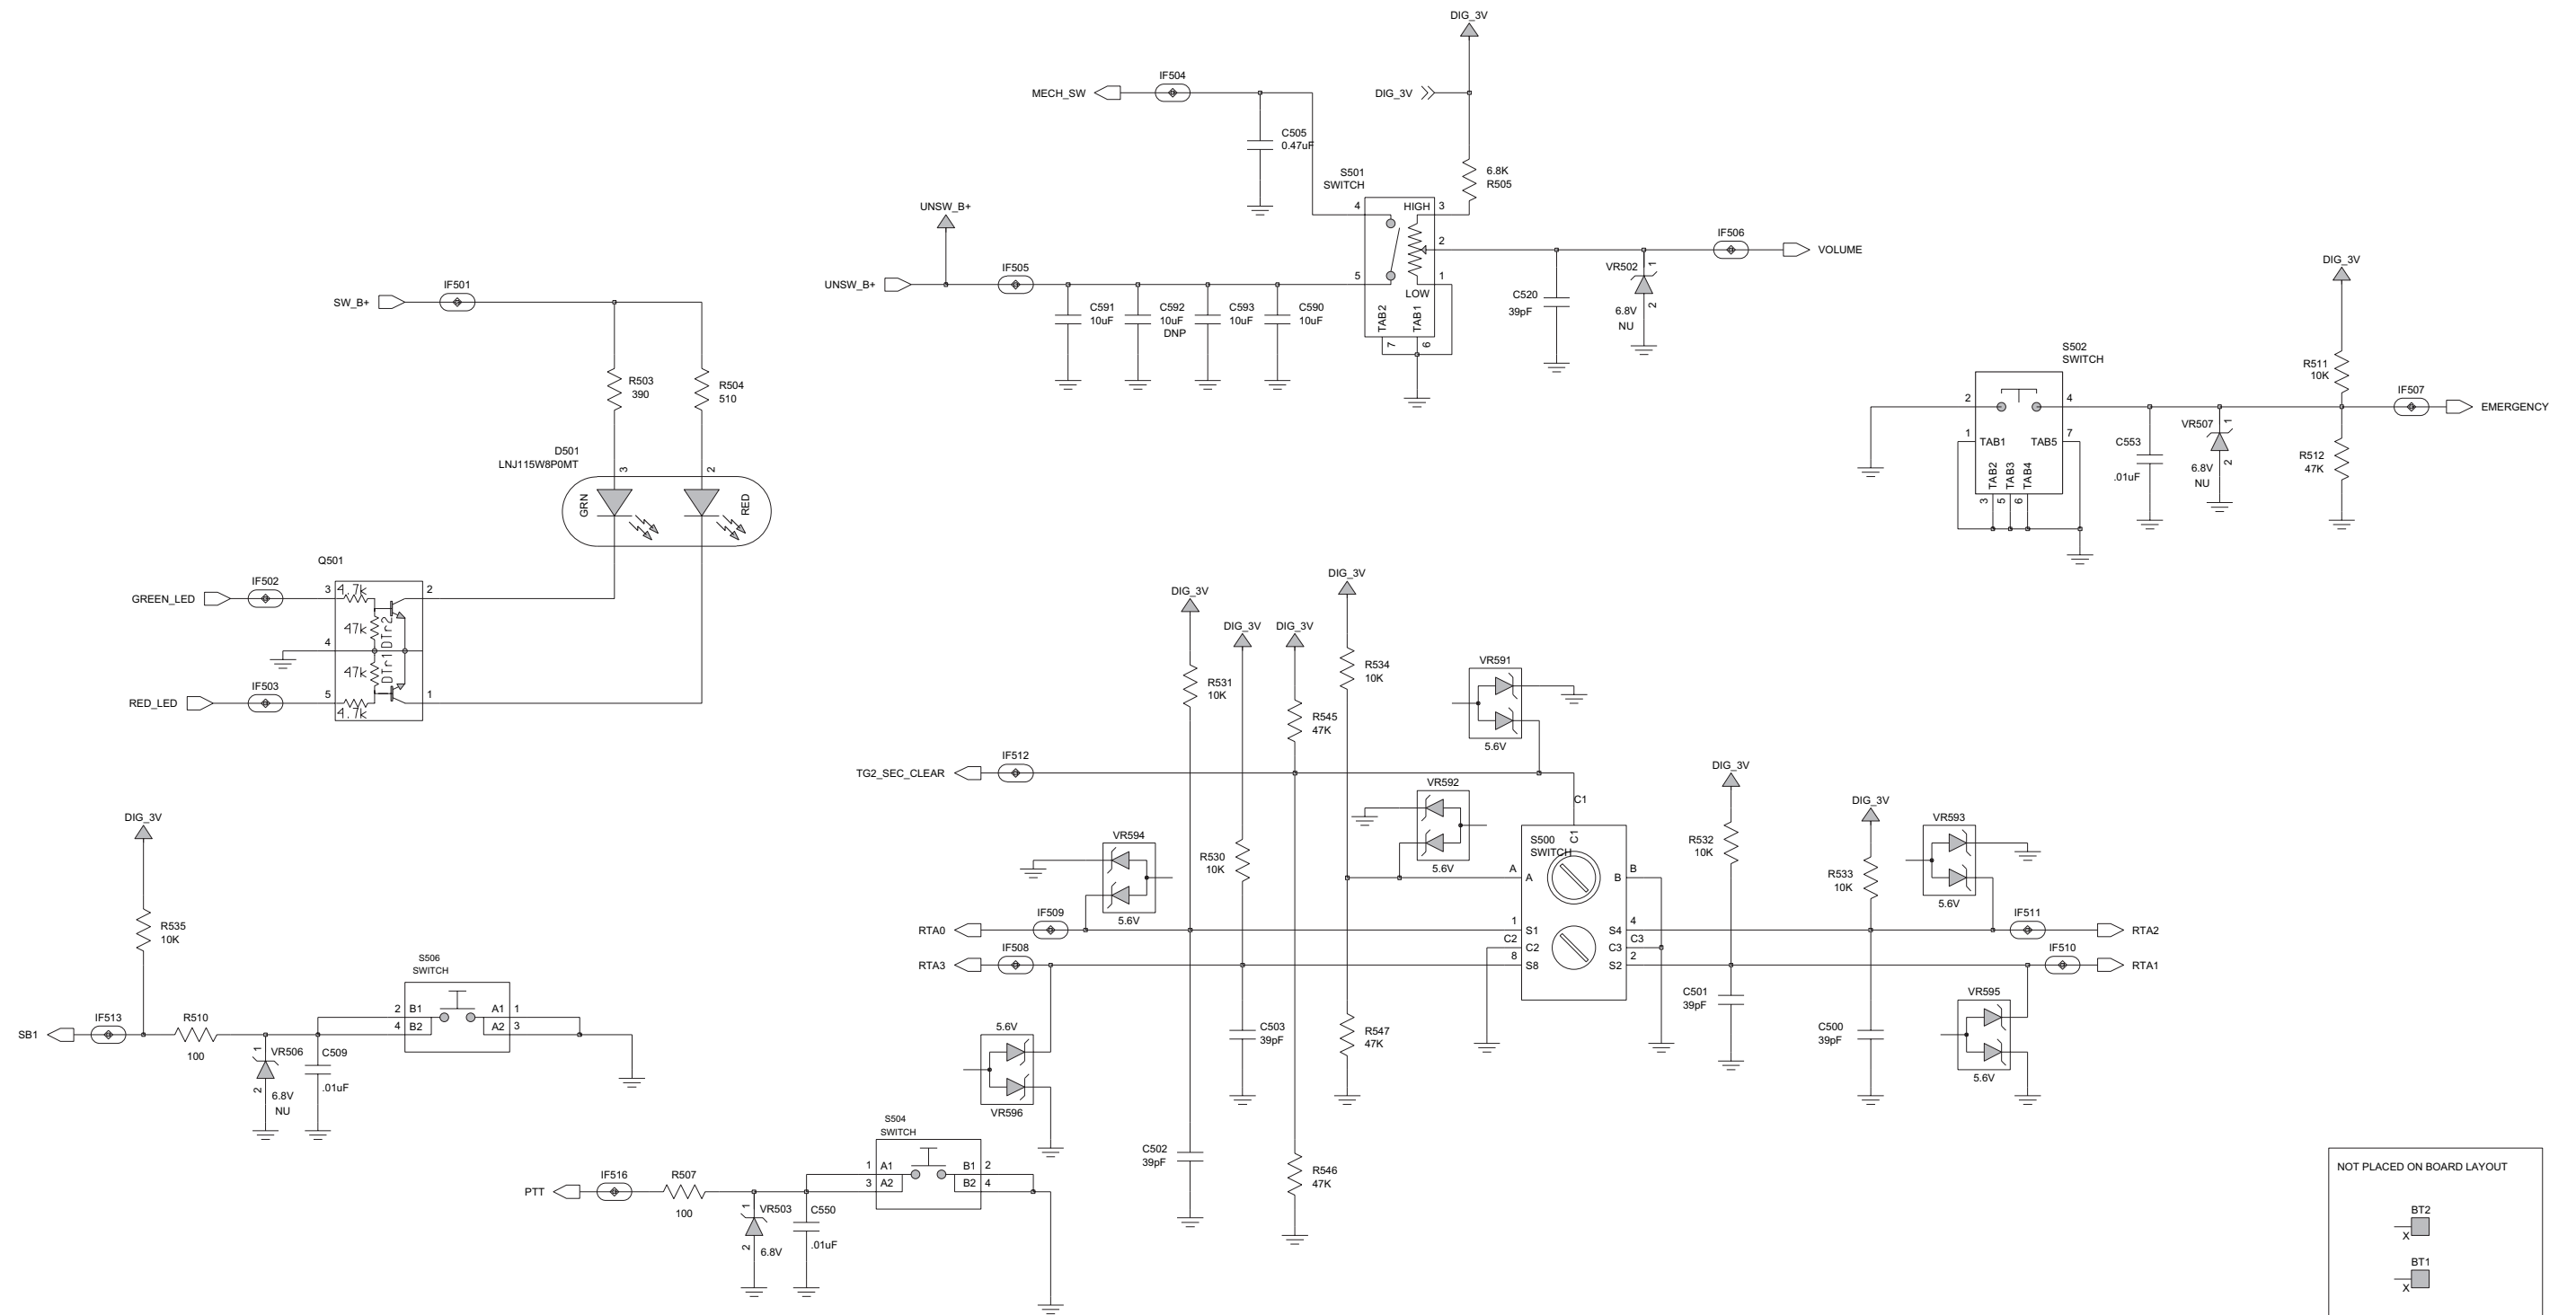 DIG_3V
IF504
MECH_SW
DIG_3V
C505
0.47uF
6.8K
R505
S501
SWITCH
4
HIGH
3
2
5
1
LOW
TAB2
TAB1
7
6
UNSW_B+
UNSW_B+
IF505
C591
10uF
C592
10uF
DNP
C593
10uF
C590
10uF
C520
39pF
VR502
1
2
6.8V
NU
IF506
VOLUME
SW_B+
IF501
R503
390
R504
510
D501
LNJ115W8P0MT
3
2
GRN
RED
DIG_3V
R511
10K
S502
SWITCH
2
4
1
TAB1
TAB5
7
TAB2
TAB3
TAB4
3
5
6
C553
.01uF
VR507
1
2
6.8V
NU
R512
47K
IF507
EMERGENCY
Q501
IF502
GREEN_LED
3
4.7k
2
47k
DTr2
4
47k
DTr1
IF503
RED_LED
5
4.7k
1
DIG_3V
DIG_3V
DIG_3V
DIG_3V
R531
10K
R545
47K
R534
10K
VR591
5.6V
IF512
TG2_SEC_CLEAR
VR592
5.6V
C1
VR594
5.6V
R530
10K
S500
SWITCH
C1
A
A
B
B
1
S1
S4
4
C2
C2
C3
C3
8
S8
S2
2
DIG_3V
R532
10K
DIG_3V
R533
10K
VR593
5.6V
IF509
RTA0
IF508
RTA3
IF511
RTA2
IF510
RTA1
C501
39pF
C500
39pF
VR595
5.6V
5.6V
VR596
C503
39pF
R547
47K
C502
39pF
R546
47K
DIG_3V
R535
10K
S506
SWITCH
2
B1
A1
1
4
B2
A2
3
IF513
SB1
R510
100
1
VR506
2
6.8V
NU
C509
.01uF
S504
SWITCH
1
A1
B1
2
3
A2
B2
4
IF516
PTT
R507
100
1
VR503
2
6.8V
C550
.01uF
NOT PLACED ON BOARD LAYOUT
BT2
X
BT1
X